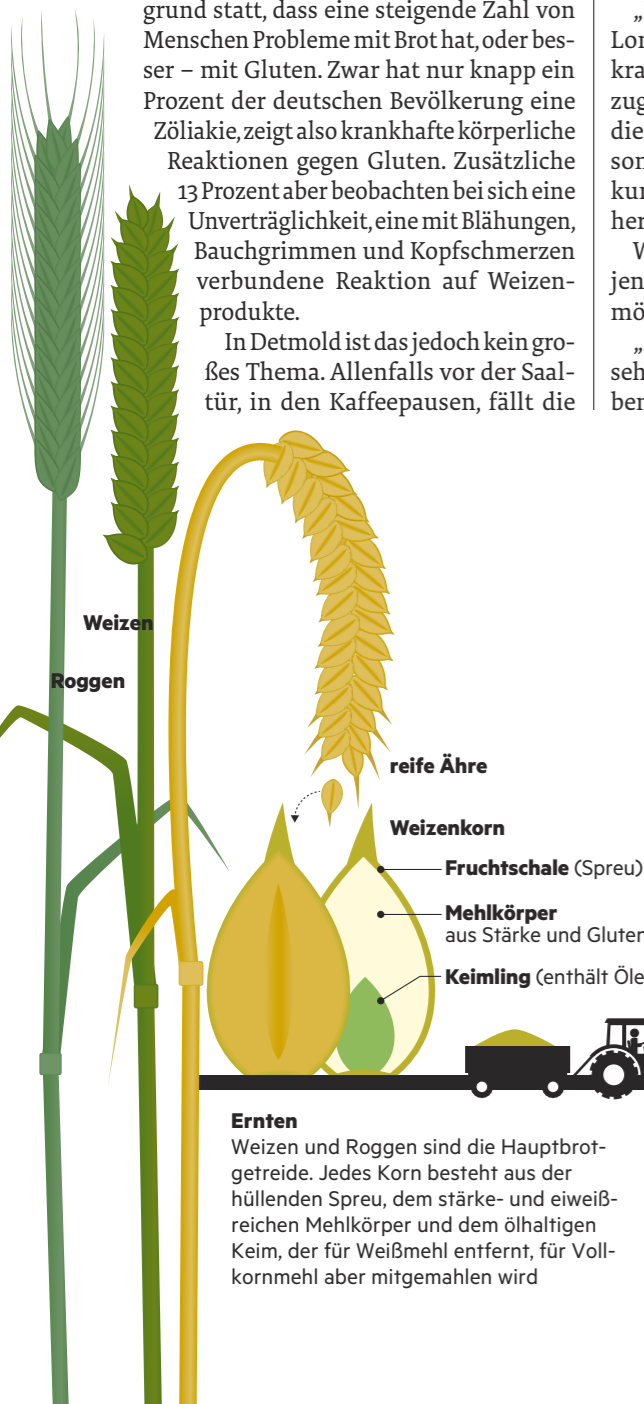 grund statt, dass eine steigende Zahl von
Menschen Probleme mit Brot hat, oder bes-
ser – mit Gluten. Zwar hat nur knapp ein
Prozent der deutschen Bevölkerung eine
Zöliakie, zeigt also krankhafte körperliche
Reaktionen gegen Gluten. Zusätzliche
13 Prozent aber beobachten bei sich eine
Unverträglichkeit, eine mit Blähungen,
Bauchgrimmen und Kopfschmerzen
verbundene Reaktion auf Weizen-
produkte.
In Detmold ist das jedoch kein gro-
ßes Thema. Allenfalls vor der Saal-
tür, in den Kaffeepausen, fällt die
Weizen
Roggen
reife Ähre
Weizenkorn
Fruchtschale (Spreu)
Mehlkörper
aus Stärke und Gluten
Keimling (enthält Öle
Ernten
Weizen und Roggen sind die Hauptbrot-
getreide. Jedes Korn besteht aus der
hüllenden Spreu, dem stärke- und eiweiß-
reichen Mehlkörper und dem ölhaltigen
Keim, der für Weißmehl entfernt, für Voll-
kornmehl aber mitgemahlen wird